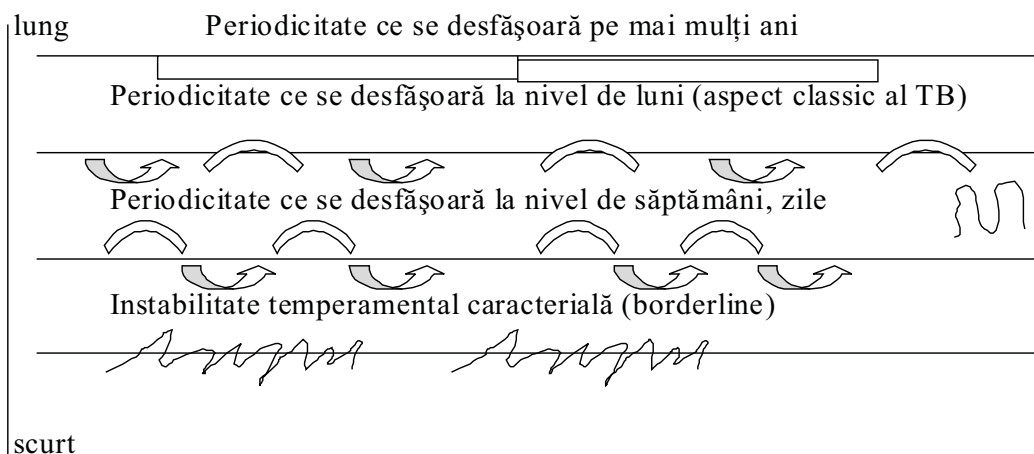 lung
Periodicitate ce se desfăşoară pe mai mulți ani
Periodicitate ce se desfăşoară la nivel de luni (aspect classic al TB)
Periodicitate ce se desfăşoară la nivel de săptămâni, zile
Instabilitate temperamental caracterială (borderline)
scurt